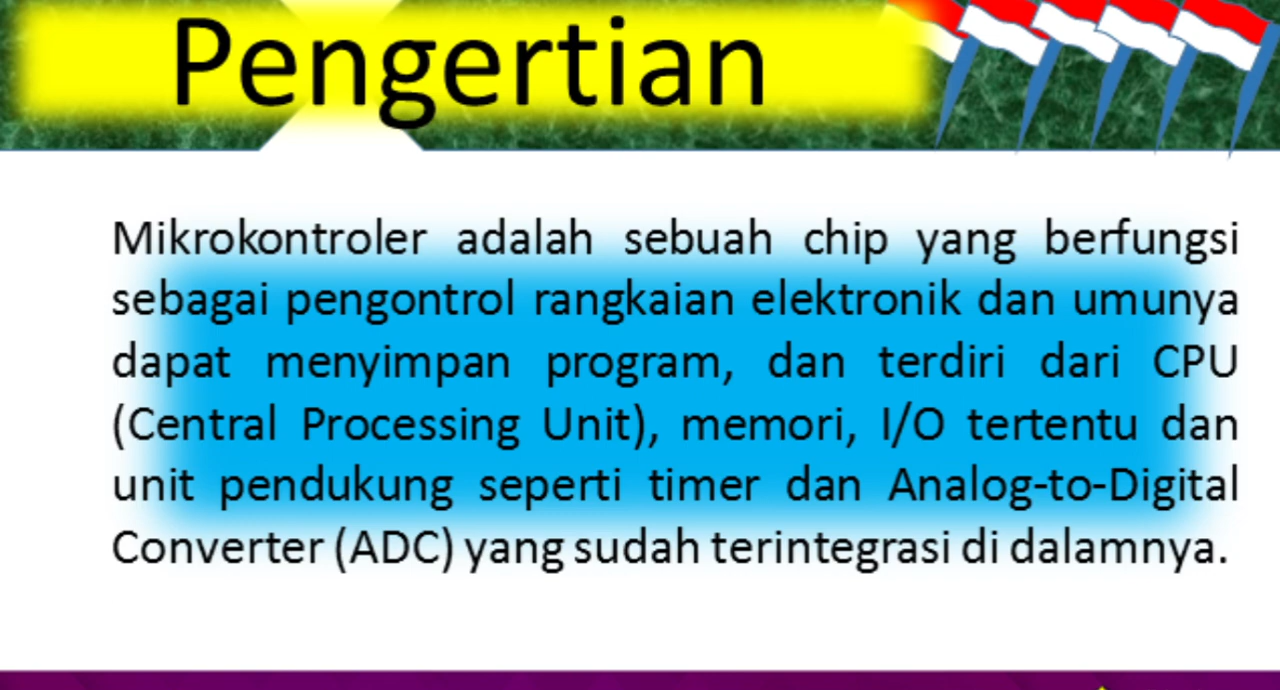 Pengertian
Mikrokontroler adalah sebuah chip yang berfungsi
sebagai pengontrol rangkaian elektronik dan umunya
dapat menyimpan program, dan terdiri dari CPU
(Central Processing Unit), memori, I/O tertentu dan
unit pendukung seperti timer dan Analog-to-Digital
Converter (ADC) yang sudah terintegrasi di dalamnya.